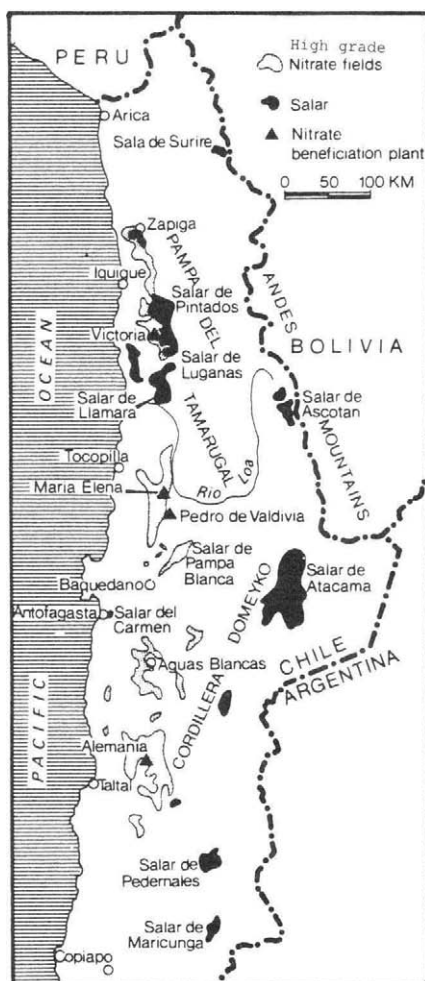 PERU
High grade
Nitrate fields
Salar
Nitrate
beneficiation plant
0 50 100 KM
Arica
Sala de Surire
Zapiga
PAMPA DEL
TAMARUGAL
Iquigue
Salar de
Pintados
Victoria
Salar de
Luganas
ANDES
MOUNTAINS
BOLIVIA
OCEAN
Salar de
Llamara
Salar de
Ascotan
Tocopilla
Rio Loa
Maria Elena
Pedro de Valdivia
Salar de
Pampa
Blanca
Baquedano
Salar de
Atacama
Antofagasta
Salar del
Carmen
CORDILLERA DOMEYKO
CHILE
ARGENTINA
Aguas Blancas
PACIFIC
Alemania
Taltal
Salar de
Pedernales
Salar de
Maricunga
Copiapo